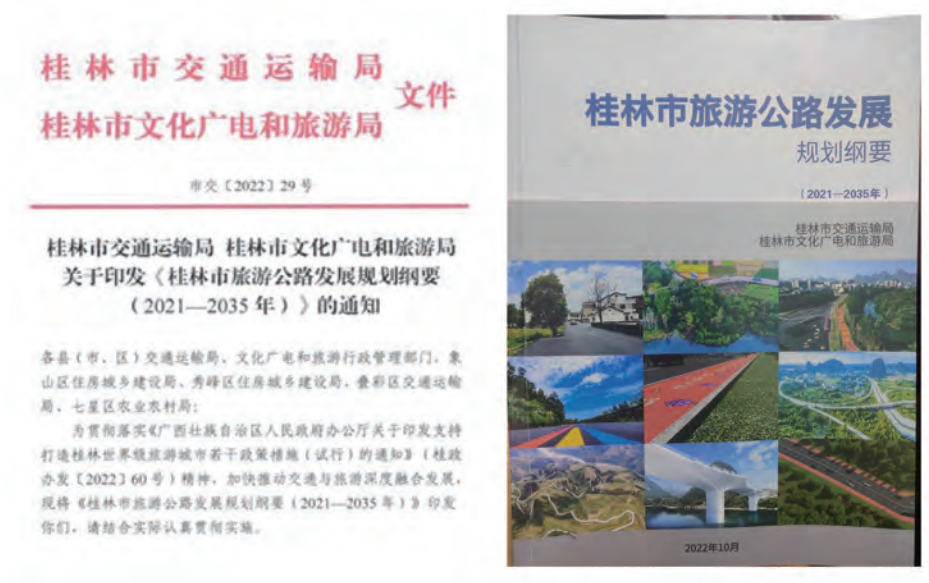 桂林市交通运输局
桂林市文化广电和旅游局
文件
市交〔2022〕29号
桂林市交通运输局 桂林市文化广电和旅游局
关于印发《桂林市旅游公路发展规划纲要
（2021—2035年）》的通知
各县（市、区）交通运输局、文化广电和旅游行政管理部门，象
山区住房城乡建设局、秀峰区住房城乡建设局、叠彩区交通运输
局、七星区农业农村局：
为贯彻落实《广西壮族自治区人民政府办公厅关于印发支持
打造桂林世界级旅游城市若干政策措施（试行）的通知》（桂政
办发〔2022〕60号）精神，加快推动交通与旅游深度融合发展，
现将《桂林市旅游公路发展规划纲要（2021—2035年）》印发
你们，请结合实际认真贯彻实施。
桂林市旅游公路发展
规划纲要
（2021—2035年）
桂林市交通运输局
桂林市文化广电和旅游局
2022年10月